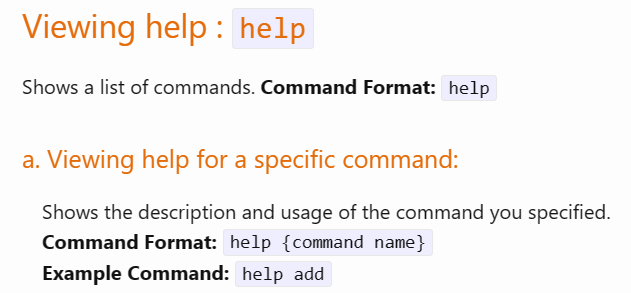 Viewing help : help
Shows a list of commands. Command Format: help
a. Viewing help for a specific command:
Shows the description and usage of the command you specified.
Command Format: help {command name}
Example Command: help add